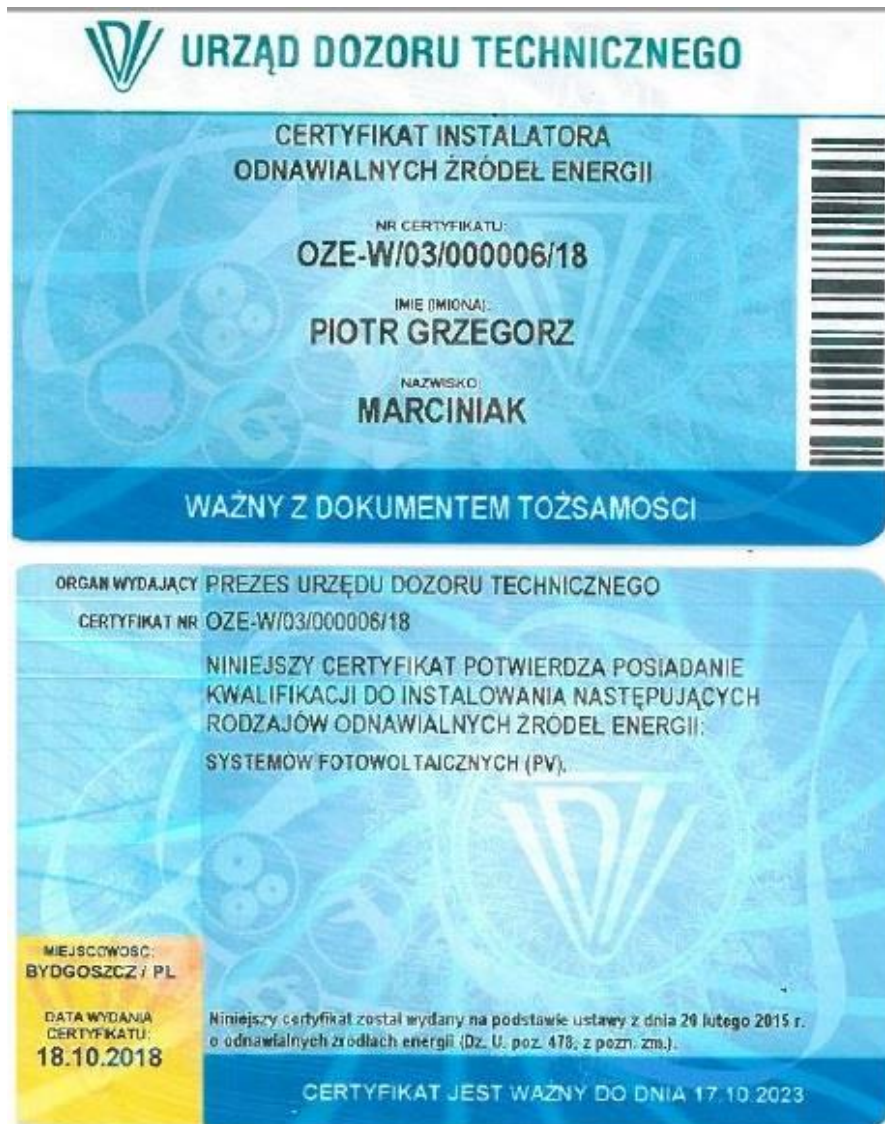 URZĄD DOZORU TECHNICZNEGO
CERTYFIKAT INSTALATORA
ODNAWIALNYCH ŹRÓDEŁ ENERGII
NR CERTYFIKATU:
OZE-W/03/000006/18
IMIĘ (IMIONA):
PIOTR GRZEGORZ
NAZWISKO:
MARCINIAK
WAŻNY Z DOKUMENTEM TOŻSAMOŚCI
ORGAN WYDAJĄCY PREZES URZĘDU DOZORU TECHNICZNEGO
CERTYFIKAT NR OZE-W/03/000006/18
NINIEJSZY CERTYFIKAT POTWIERDZA POSIADANIE
KWALIFIKACJI DO INSTALOWANIA NASTĘPUJĄCYCH
RODZAJÓW ODNAWIALNYCH ŹRÓDEŁ ENERGII:
SYSTEMÓW FOTOWOLTAICZNYCH (PV).
MIEJSCOWOŚĆ:
BYDGOSZCZ / PL
DATA WYDANIA
CERTYFIKATU:
18.10.2018
Niniejszy certyfikat został wydany na podstawie ustawy z dnia 20 lutego 2015 r.
o odnawialnych źródłach energii (Dz. U. poz. 478, z pozn. zm.).
CERTYFIKAT JEST WAŻNY DO DNIA 17.10.2023